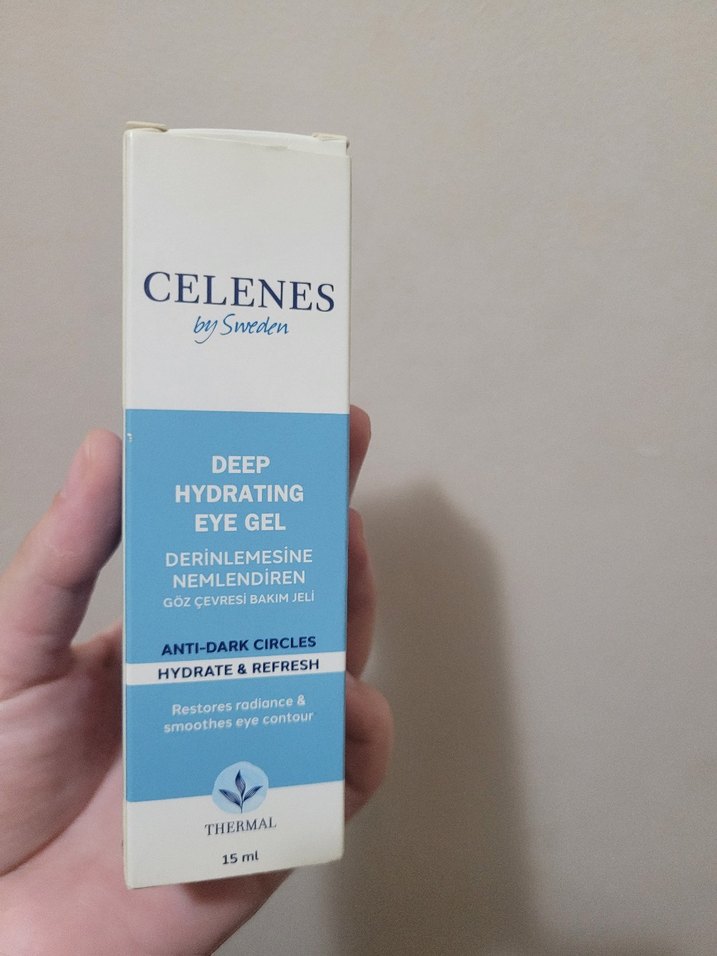 CELENES
by Sweden
DEEP
HYDRATING
EYE GEL
DERİNLEMESİNE
NEMLENDİREN
GÖZ ÇEVRESİ BAKIM JELİ
ANTI-DARK CIRCLES
HYDRATE & REFRESH
Restores radiance &
smoothes eye contour
THERMAL
15 ml